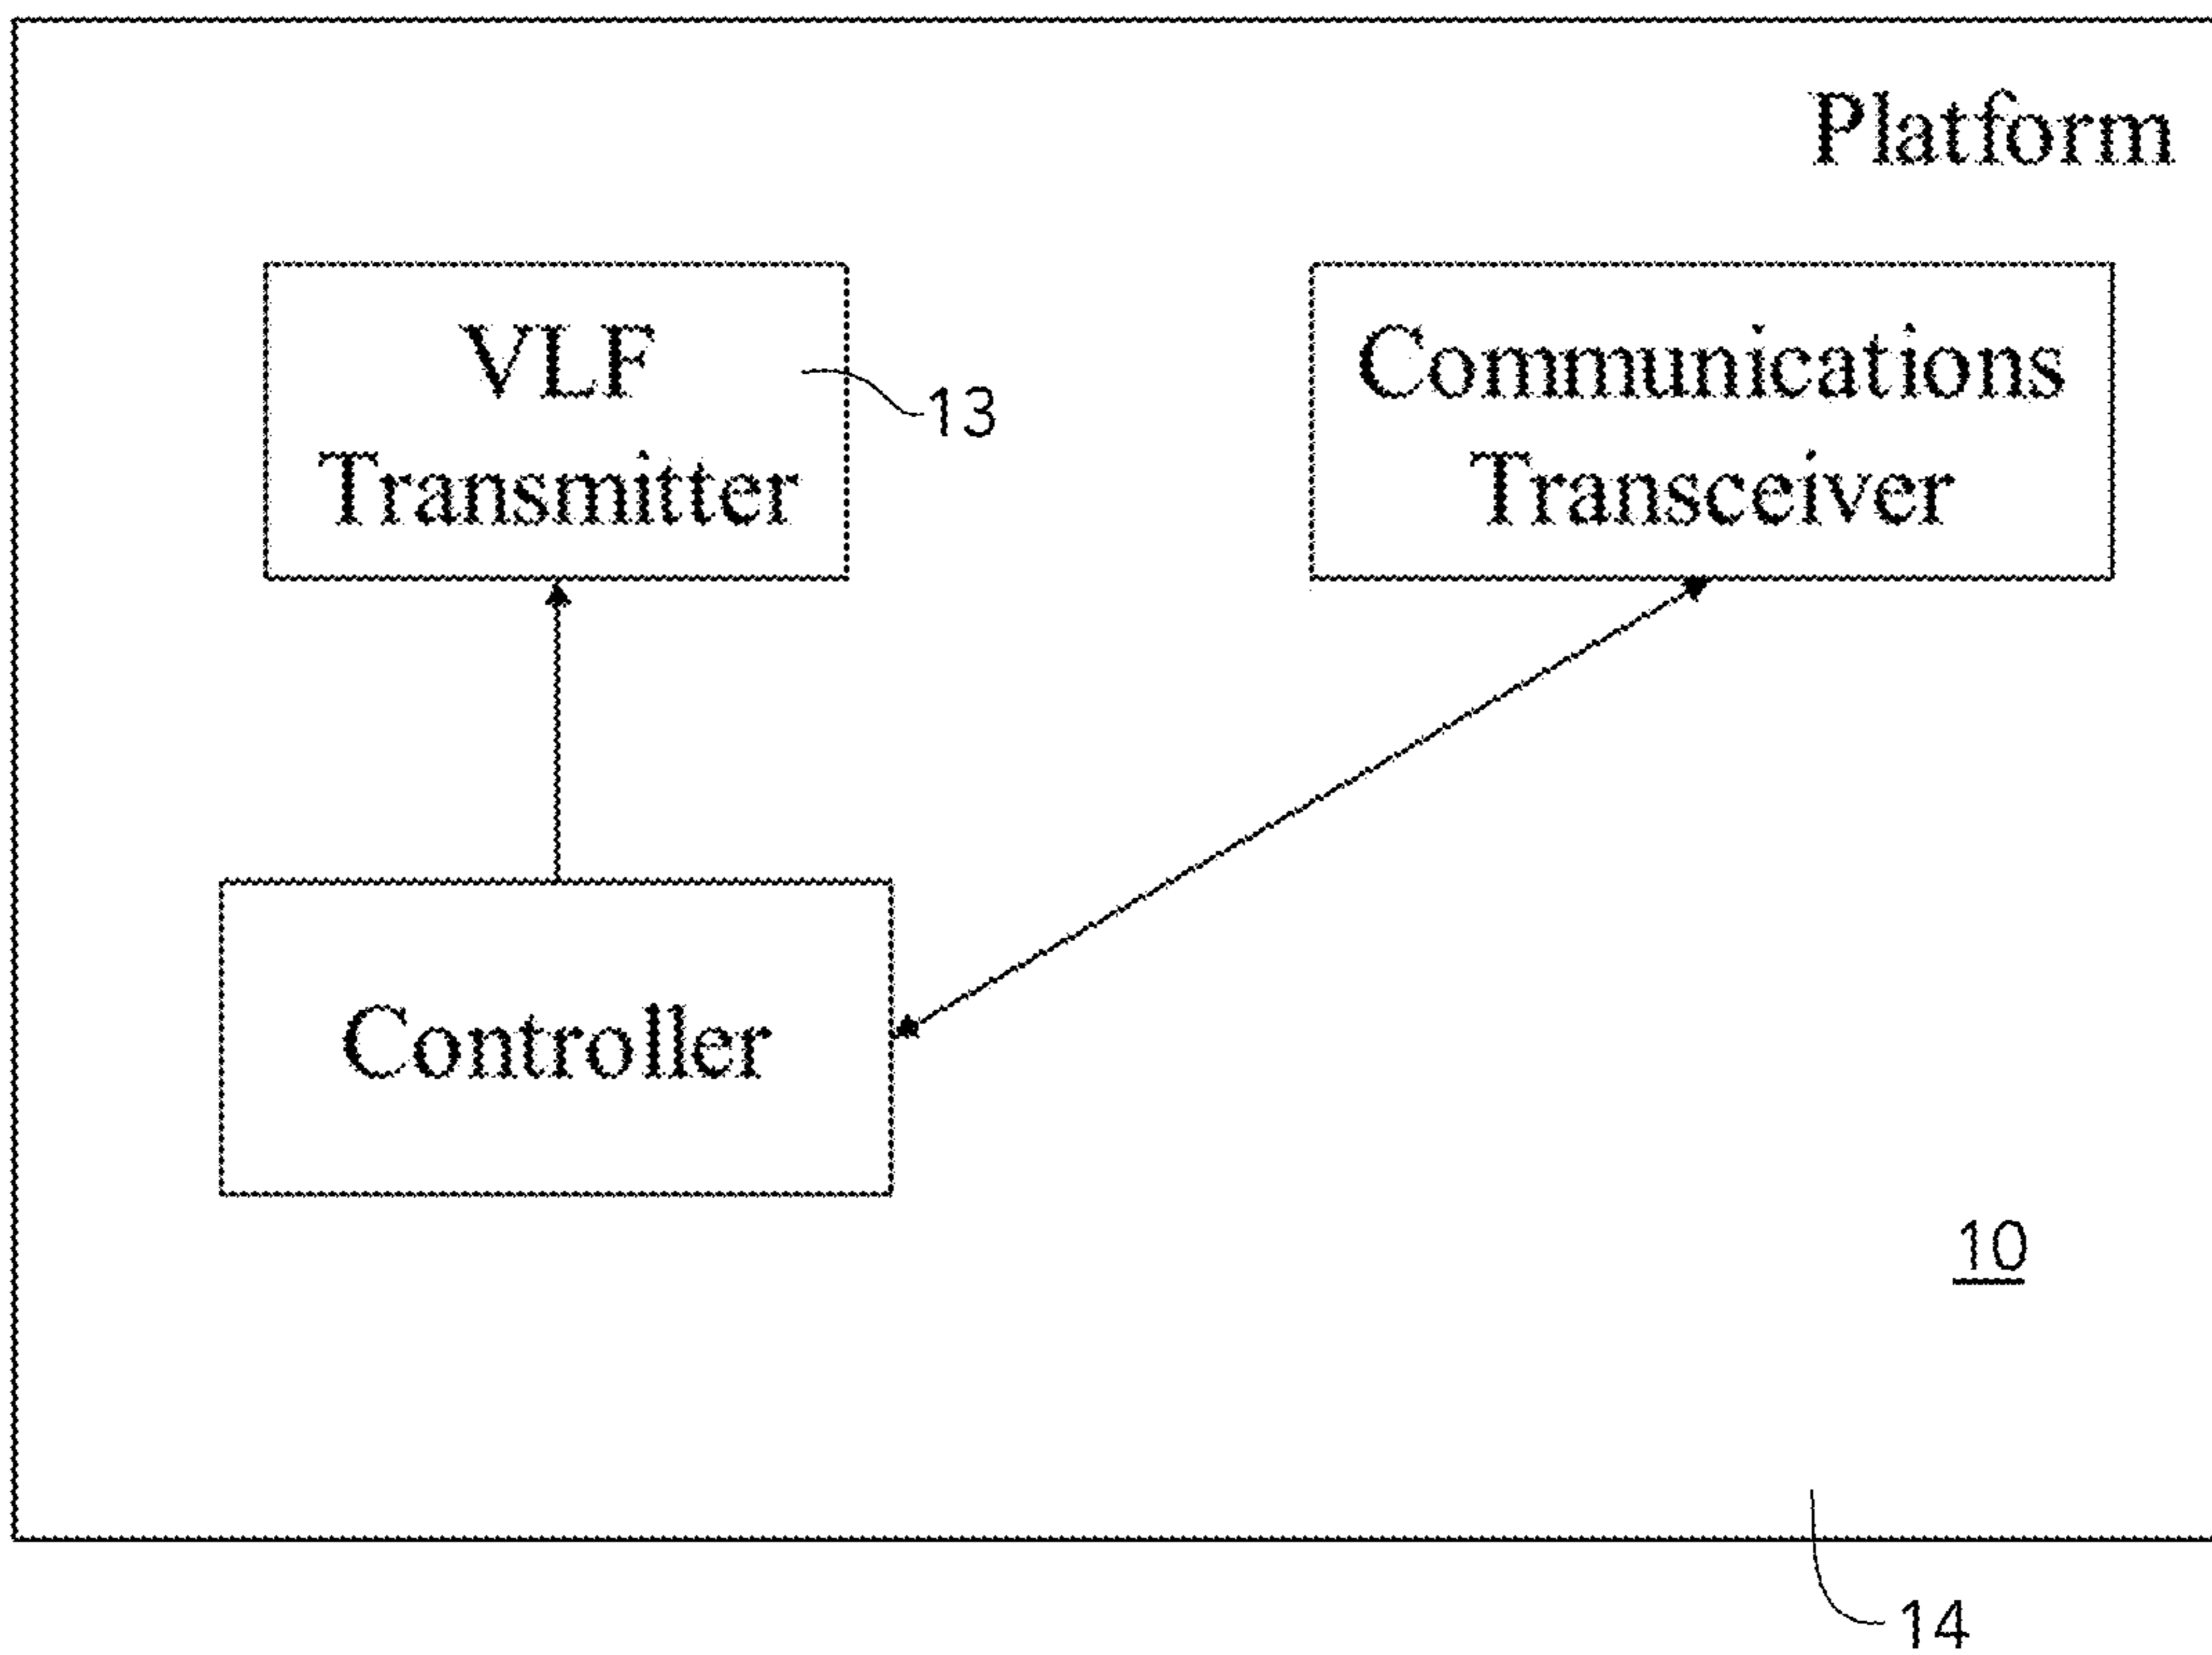 Platform
VLF
Transmitter
13
Communications
Transceiver
Controller
10
14